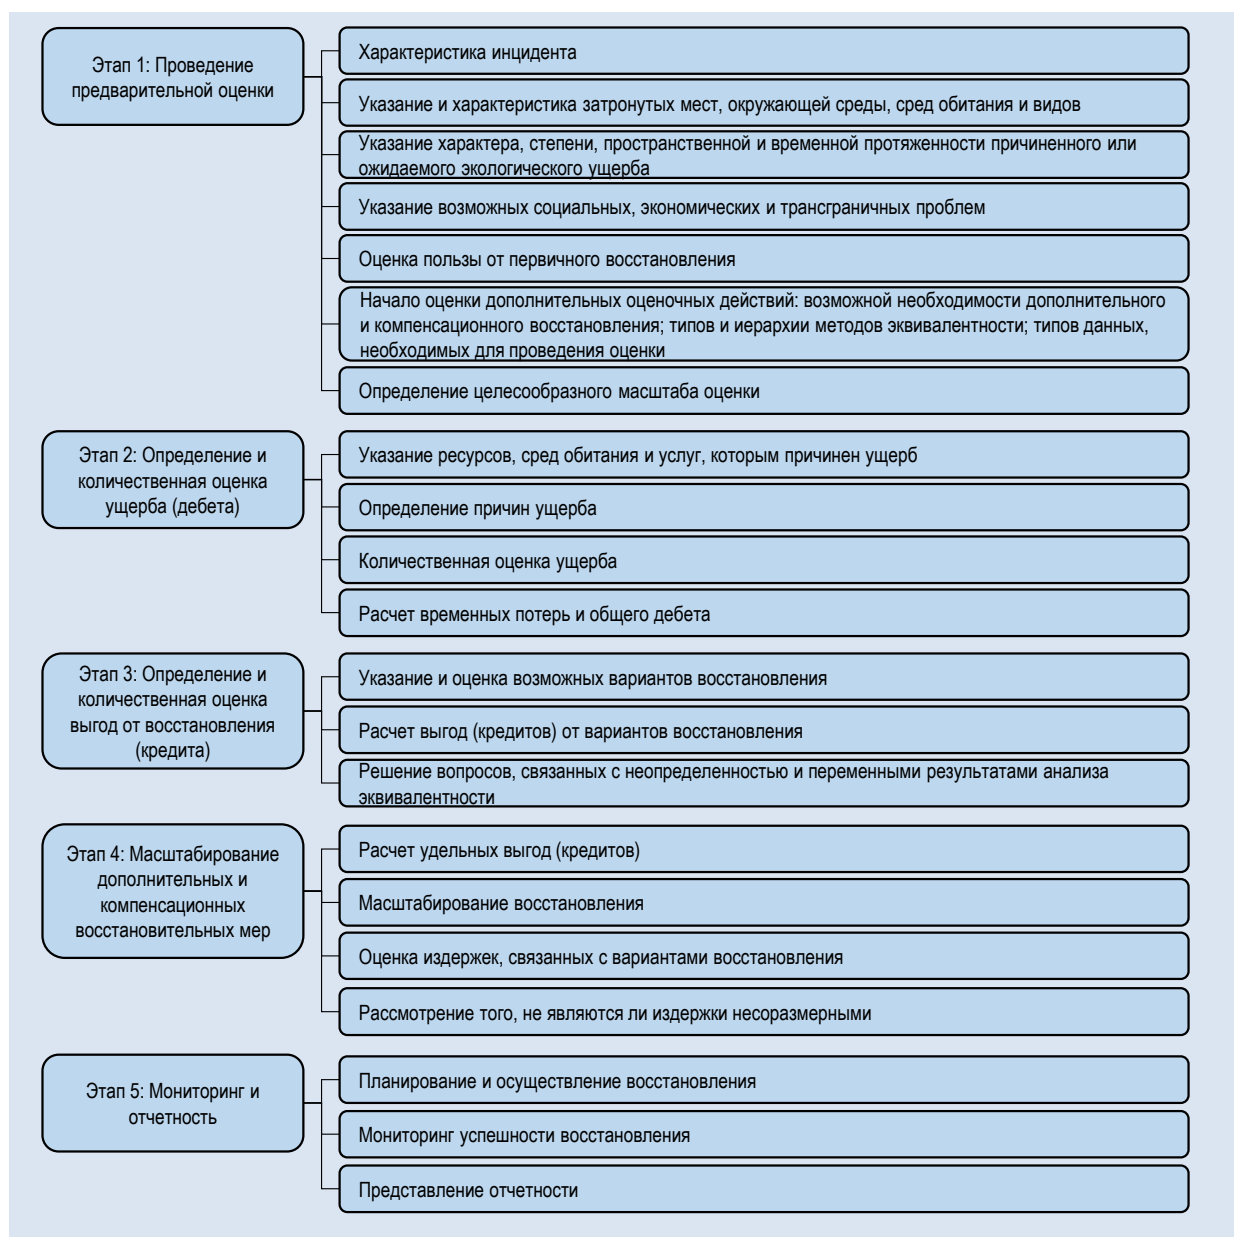 Этап 1: Проведение
предварительной оценки
Характеристика инцидента
Указание и характеристика затронутых мест, окружающей среды, сред обитания и видов
Указание характера, степени, пространственной и временной протяженности причиненного или
ожидаемого экологического ущерба
Указание возможных социальных, экономических и трансграничных проблем
Оценка пользы от первичного восстановления
Начало оценки дополнительных оценочных действий: возможной необходимости дополнительного
и компенсационного восстановления; типов и иерархии методов эквивалентности; типов данных,
необходимых для проведения оценки
Определение целесообразного масштаба оценки
Этап 2: Определение и
количественная оценка
ущерба (дебета)
Указание ресурсов, сред обитания и услуг, которым причинен ущерб
Определение причин ущерба
Количественная оценка ущерба
Расчет временных потерь и общего дебета
Этап 3: Определение и
количественная оценка
выгод от восстановления
(кредита)
Указание и оценка возможных вариантов восстановления
Расчет выгод (кредитов) от вариантов восстановления
Решение вопросов, связанных с неопределенностью и переменными результатами анализа
эквивалентности
Этап 4: Масштабирование
дополнительных и
компенсационных
восстановительных мер
Расчет удельных выгод (кредитов)
Масштабирование восстановления
Оценка издержек, связанных с вариантами восстановления
Рассмотрение того, не являются ли издержки несоразмерными
Этап 5: Мониторинг и
отчетность
Планирование и осуществление восстановления
Мониторинг успешности восстановления
Представление отчетности